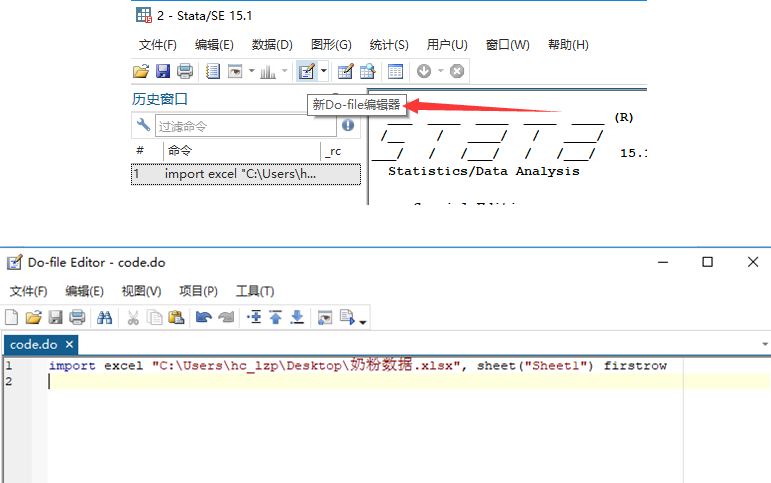 2 - Stata/SE 15.1
文件(F) 编辑(E) 数据(D) 图形(G) 统计(S) 用户(U) 窗口(W) 帮助(H)
历史窗口
新Do-file编辑器
过滤命令
(R)
# 命令 _rc
15.1
1 import excel "C:\Users\h...
Statistics/Data Analysis
Do-file Editor - code.do
文件(F) 编辑(E) 视图(V) 项目(P) 工具(T)
code.do
1 import excel "C:\Users\hc_lzp\Desktop\奶粉数据.xlsx", sheet("Sheet1") firstrow
2